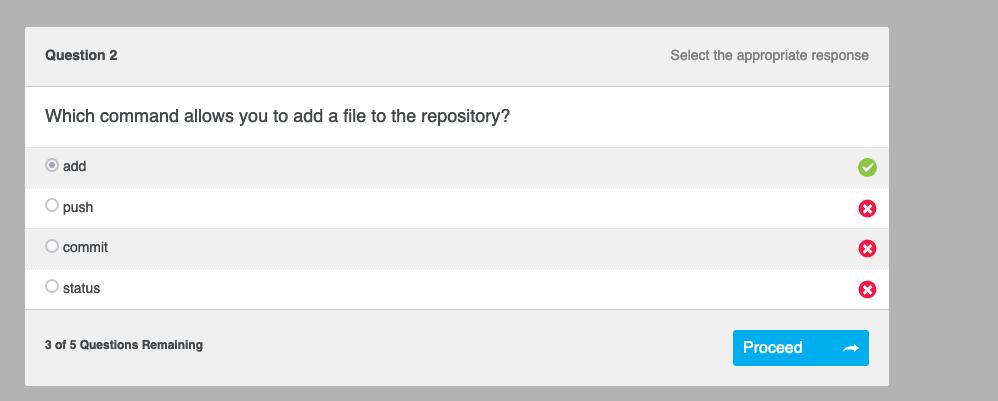 Question 2
Select the appropriate response
Which command allows you to add a file to the repository?
add
push
commit
status
3 of 5 Questions Remaining
Proceed